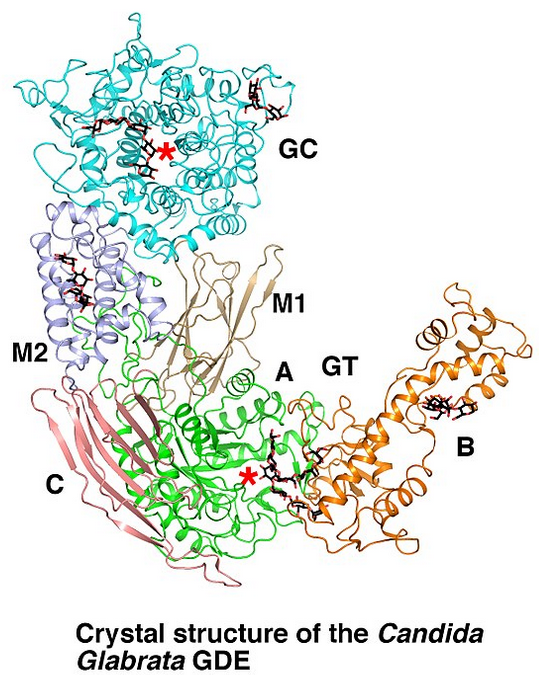 *
GC
M1
M2
A
GT
B
*
C
Crystal structure of the Candida
Glabrata GDE